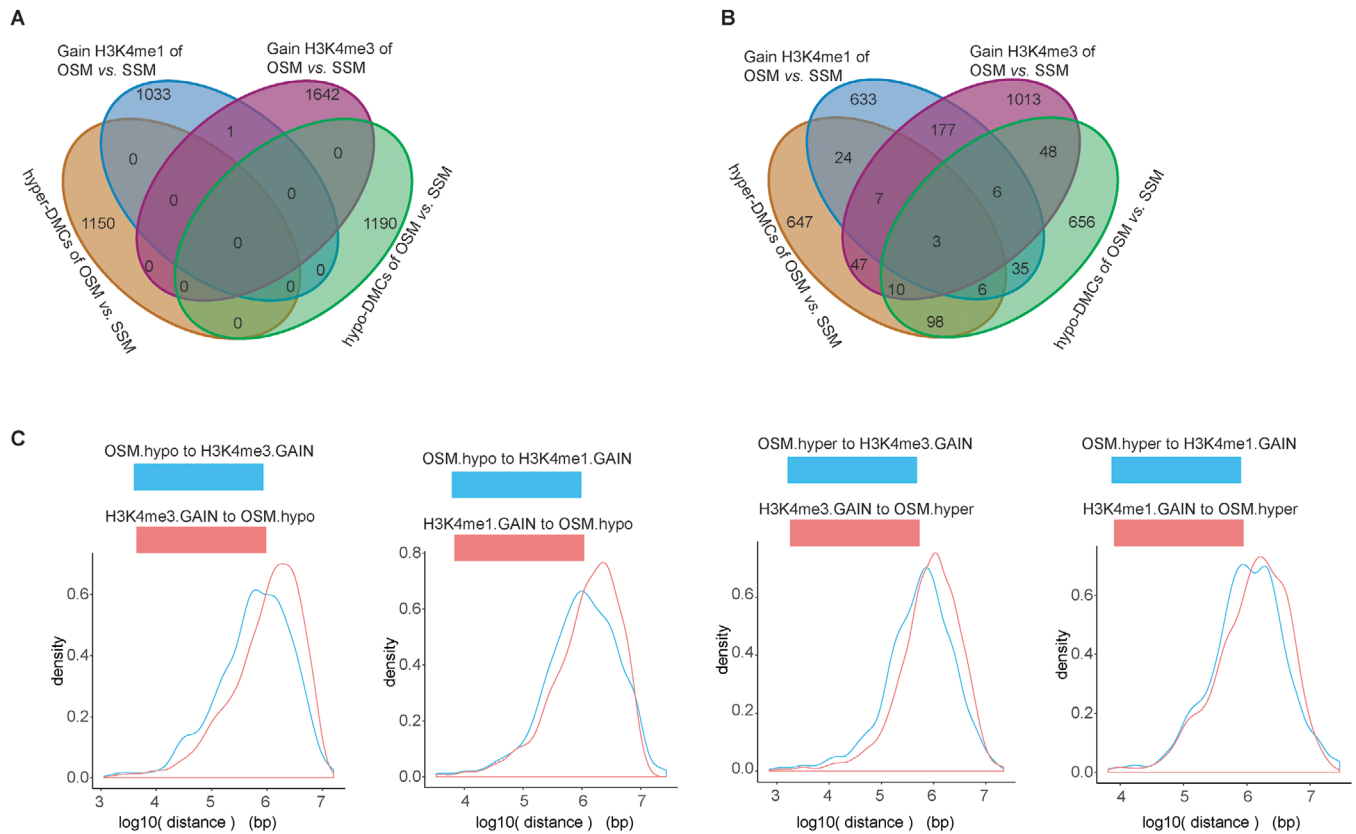 A
Gain H3K4me1 of
OSM vs. SSM
Gain H3K4me3 of
OSM vs. SSM
hyper-DMCs of OSM vs. SSM
hypo-DMCs of OSM vs. SSM
1033
1642
1
0
0
0
0
1150
1190
0
0
0
0
0
0
B
Gain H3K4me1 of
OSM vs. SSM
Gain H3K4me3 of
OSM vs. SSM
hyper-DMCs of OSM vs. SSM
hypo-DMCs of OSM vs. SSM
633
1013
177
24
48
7
6
647
656
3
47
35
10
6
98
C
OSM.hypo to H3K4me3.GAIN
H3K4me3.GAIN to OSM.hypo
density
0.6
0.4
0.2
0.0
3 4 5 6 7
log10( distance ) (bp)
OSM.hypo to H3K4me1.GAIN
H3K4me1.GAIN to OSM.hypo
density
0.8
0.6
0.4
0.2
0.0
4 5 6 7
log10( distance ) (bp)
OSM.hyper to H3K4me3.GAIN
H3K4me3.GAIN to OSM.hyper
density
0.6
0.4
0.2
0.0
3 4 5 6 7
log10( distance ) (bp)
OSM.hyper to H3K4me1.GAIN
H3K4me1.GAIN to OSM.hyper
density
0.6
0.4
0.2
0.0
4 5 6 7
log10( distance ) (bp)